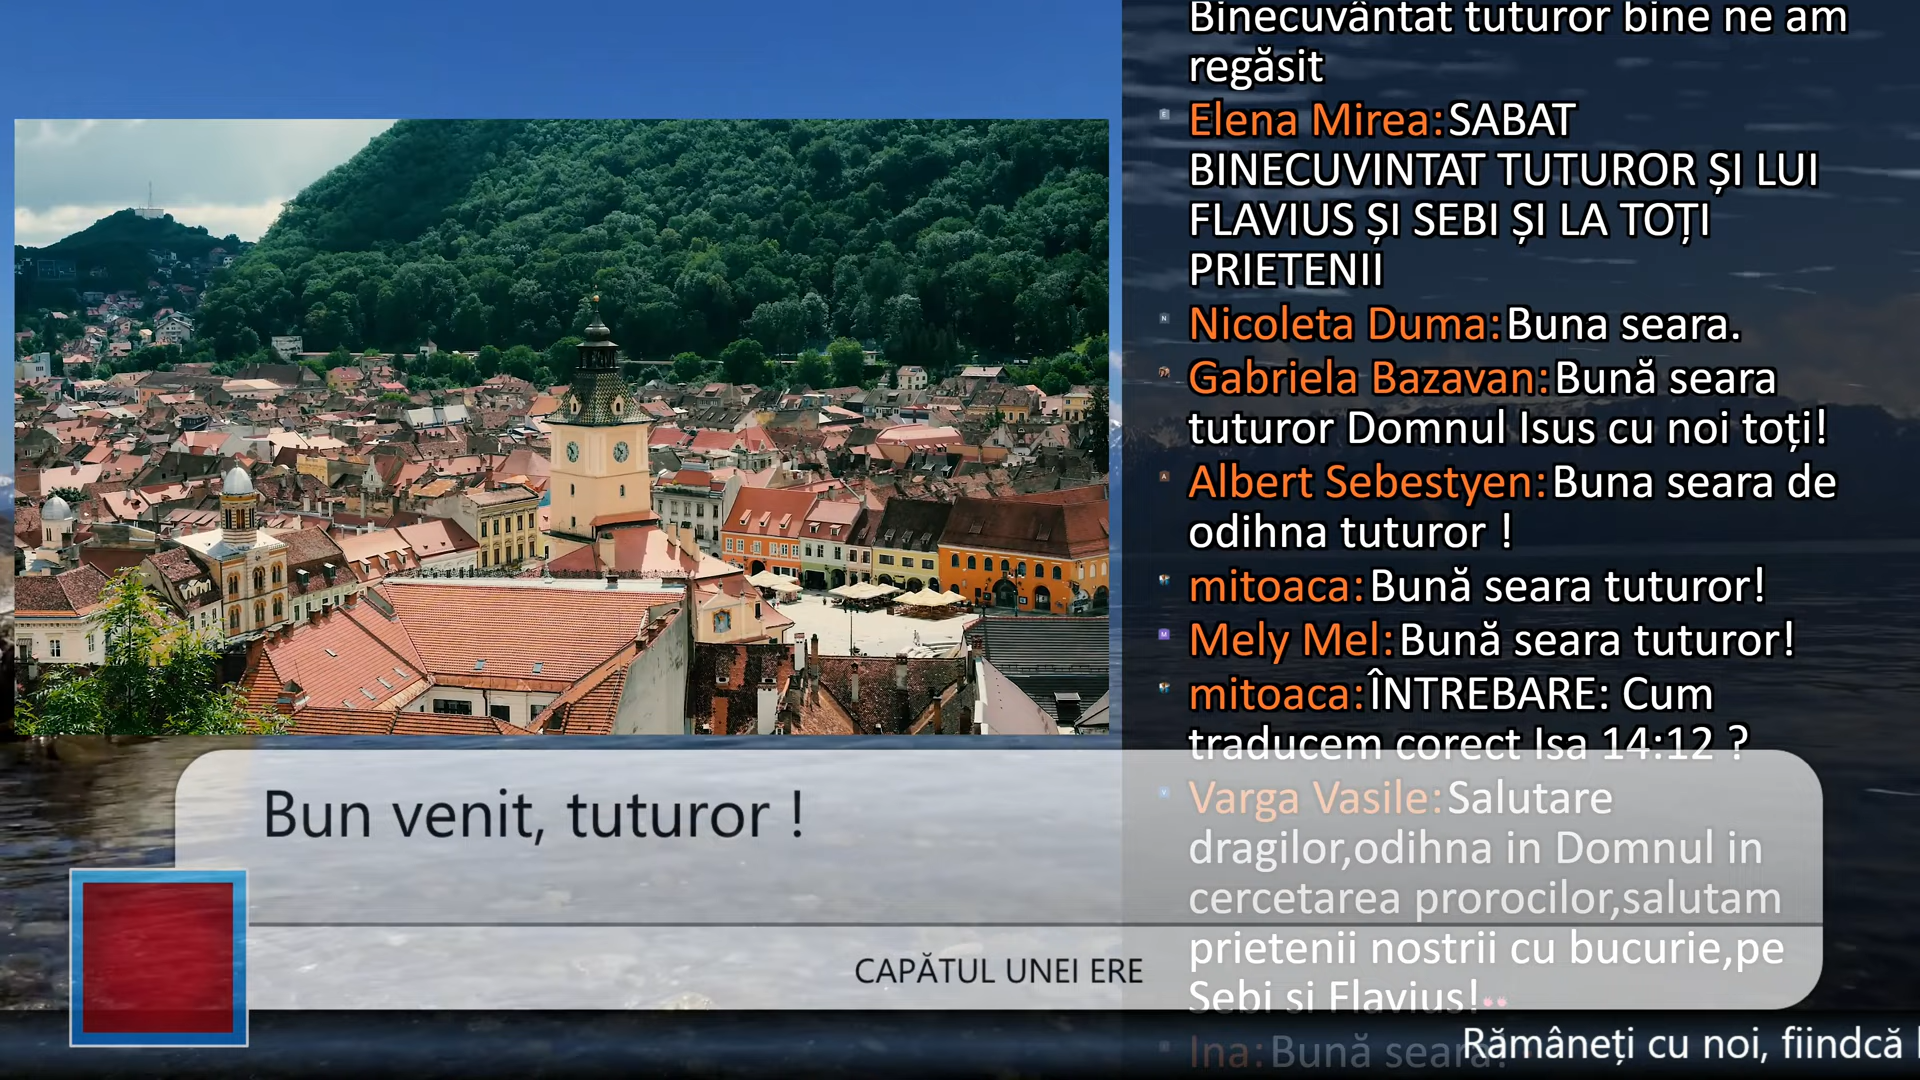 Binecuvântat tuturor bine ne am
regăsit
Elena Mirea:SABAT
BINECUVINTAT TUTUROR ȘI LUI
FLAVIUS ȘI SEBI ȘI LA TOȚI
PRIETENII
Nicoleta Duma:Buna seara.
Gabriela Bazavan:Bună seara
tuturor Domnul Isus cu noi toți!
Albert Sebestyen:Buna seara de
odihna tuturor !
mitoaca:Bună seara tuturor!
Mely Mel:Bună seara tuturor!
mitoaca:ÎNTREBARE: Cum
traducem corect Isa 14:12 ?
Varga Vasile:Salutare
dragilor,odihna in Domnul in
cercetarea prorocilor,salutam
prietenii nostrii cu bucurie,pe
Sebi si Flavius!
Ina:Bună seara!
Bun venit, tuturor !
CAPĂTUL UNEI ERE
Rămâneți cu noi, fiindcă